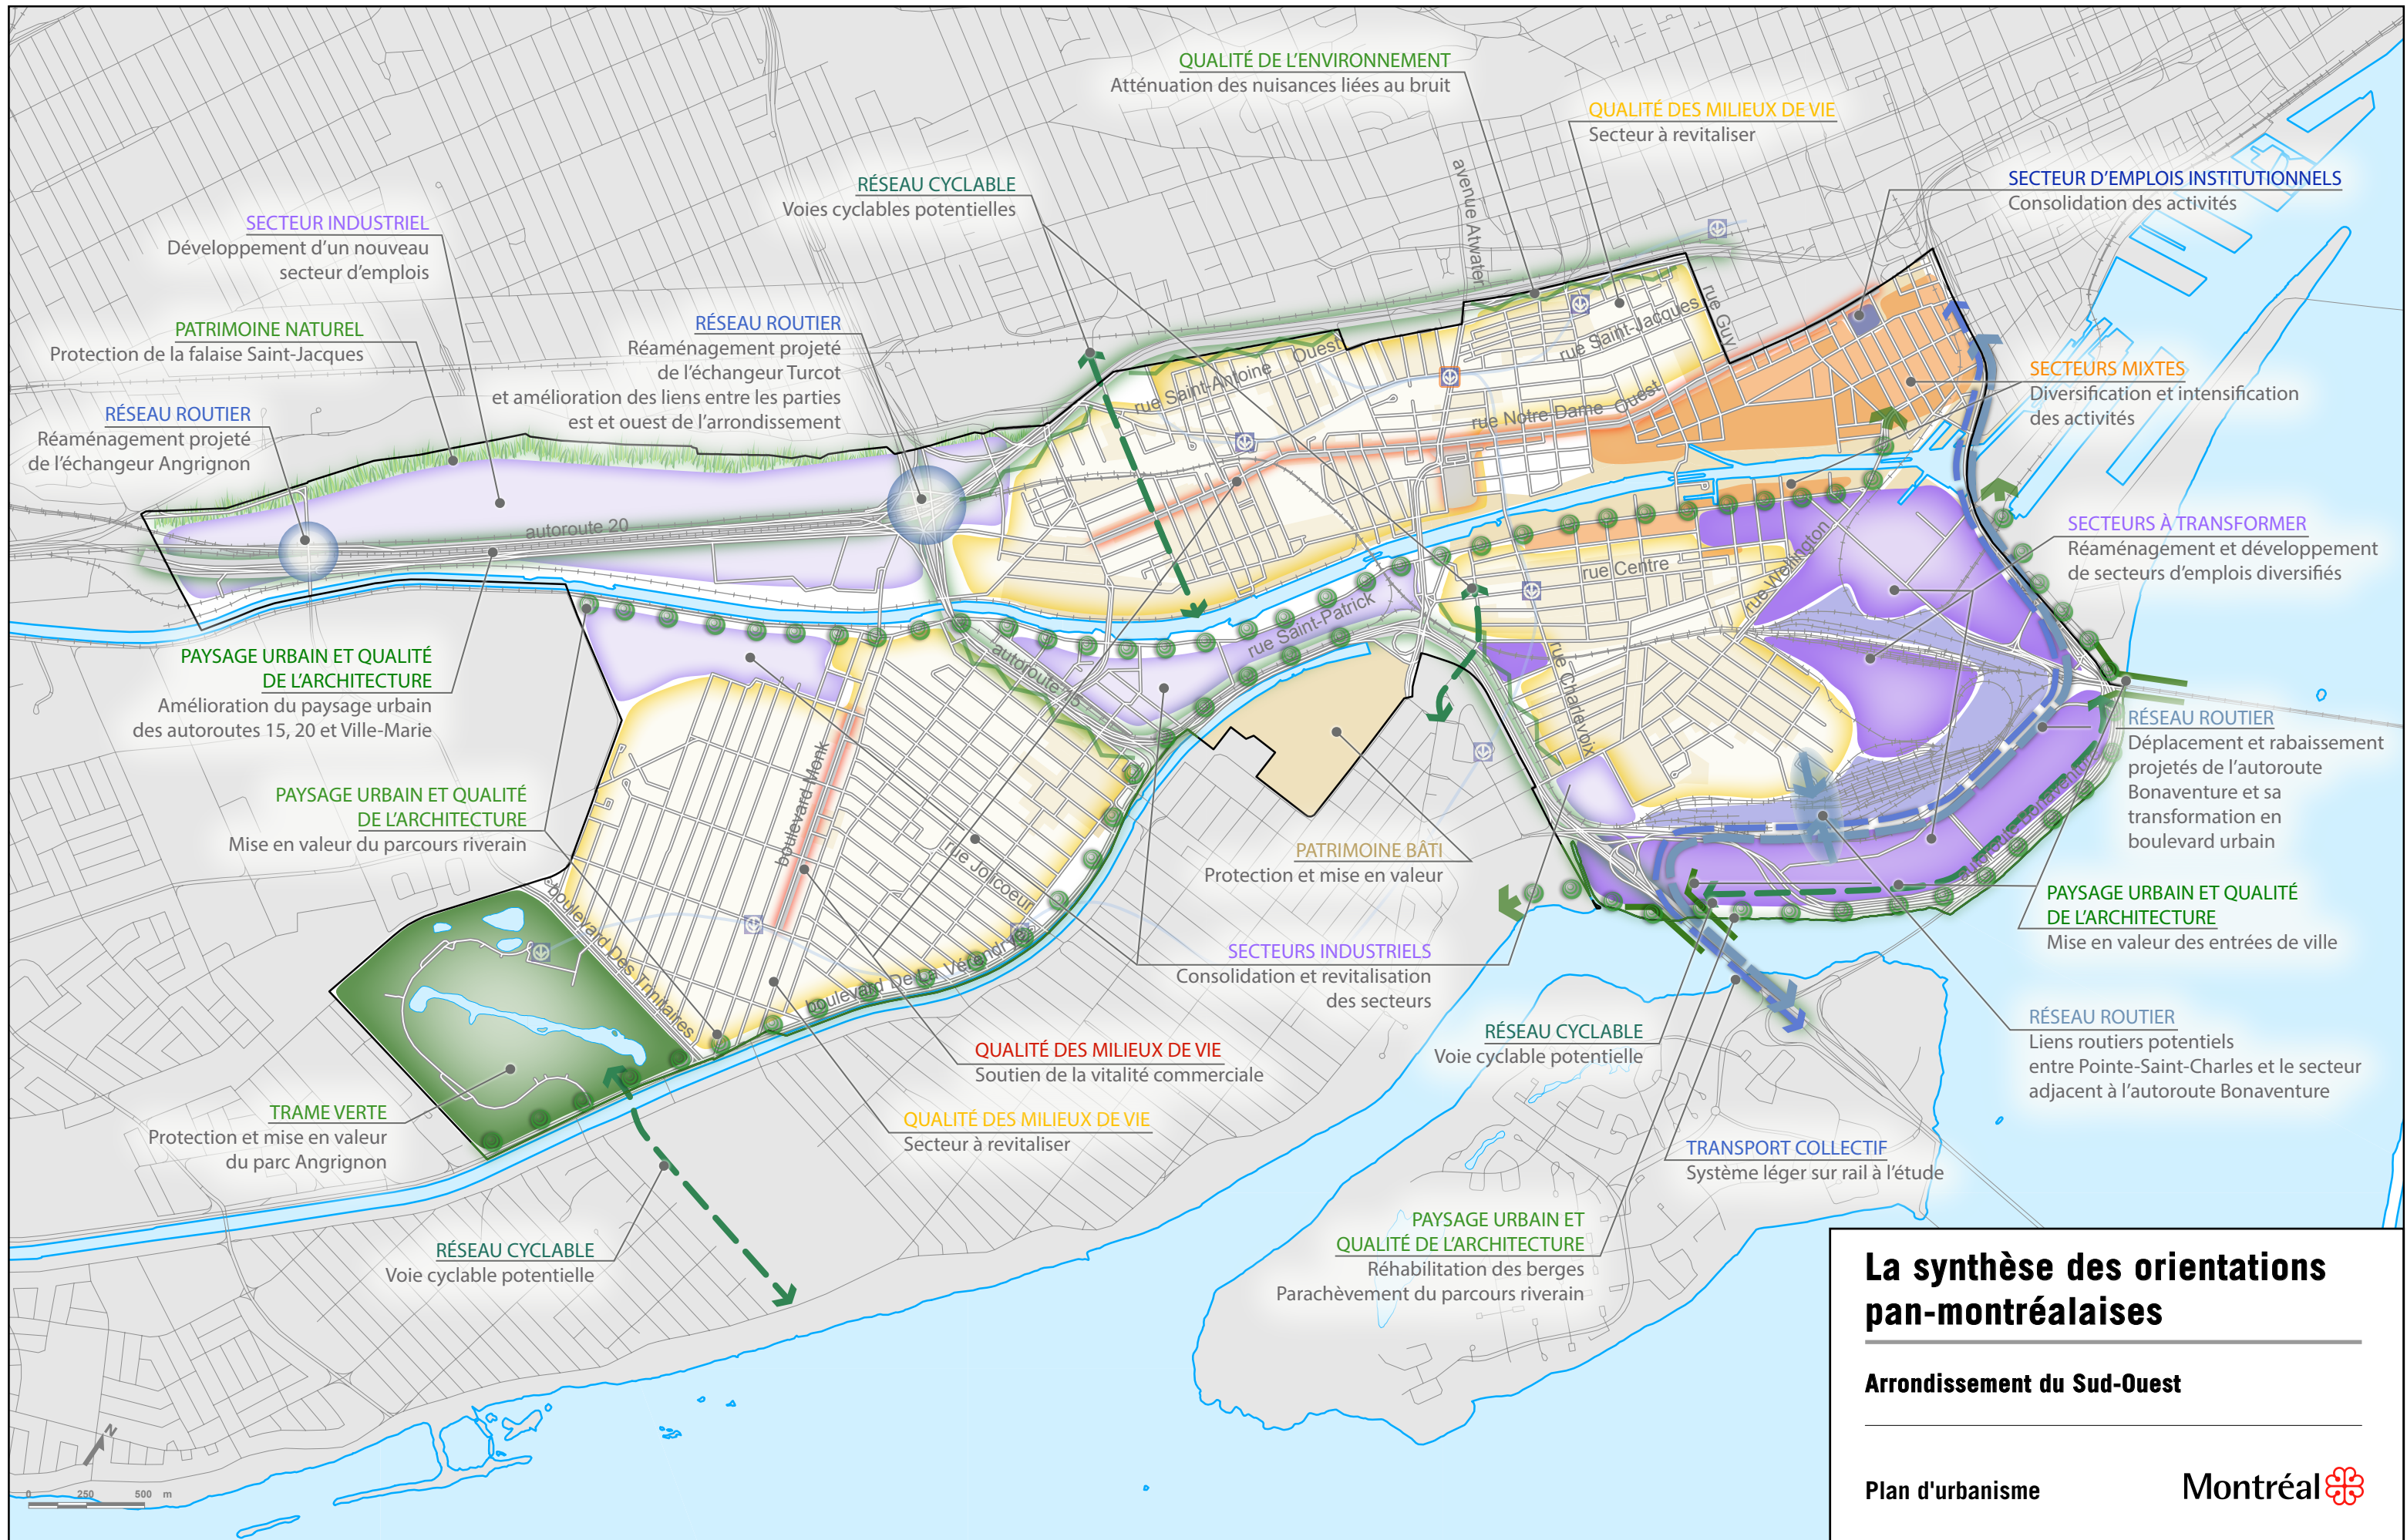 QUALITÉ DE L'ENVIRONNEMENT
Atténuation des nuisances liées au bruit
QUALITÉ DES MILIEUX DE VIE
Secteur à revitaliser
RÉSEAU CYCLABLE
Voies cyclables potentielles
SECTEUR D'EMPLOIS INSTITUTIONNELS
Consolidation des activités
SECTEUR INDUSTRIEL
Développement d'un nouveau
secteur d'emplois
PATRIMOINE NATUREL
Protection de la falaise Saint-Jacques
RÉSEAU ROUTIER
Réaménagement projeté
de l'échangeur Turcot
et amélioration des liens entre les parties
est et ouest de l'arrondissement
RÉSEAU ROUTIER
Réaménagement projeté
de l'échangeur Angrignon
SECTEURS MIXTES
Diversification et intensification
des activités
SECTEURS À TRANSFORMER
Réaménagement et développement
de secteurs d'emplois diversifiés
avenue Atwater
rue Guy
rue Saint-Jacques
rue Saint-Antoine Ouest
rue Notre-Dame Ouest
autoroute 20
rue Centre
rue Wellington
rue Saint-Patrick
autoroute 15
rue Charlevoix
boulevard Monk
rue Jolicoeur
boulevard Des Trinitaires
boulevard De La Vérendrye
autoroute Bonaventure
PAYSAGE URBAIN ET QUALITÉ
DE L'ARCHITECTURE
Amélioration du paysage urbain
des autoroutes 15, 20 et Ville-Marie
PAYSAGE URBAIN ET QUALITÉ
DE L'ARCHITECTURE
Mise en valeur du parcours riverain
RÉSEAU ROUTIER
Déplacement et rabaissement
projetés de l'autoroute
Bonaventure et sa
transformation en
boulevard urbain
PATRIMOINE BÂTI
Protection et mise en valeur
PAYSAGE URBAIN ET QUALITÉ
DE L'ARCHITECTURE
Mise en valeur des entrées de ville
SECTEURS INDUSTRIELS
Consolidation et revitalisation
des secteurs
RÉSEAU CYCLABLE
Voie cyclable potentielle
RÉSEAU ROUTIER
Liens routiers potentiels
entre Pointe-Saint-Charles et le secteur
adjacent à l'autoroute Bonaventure
QUALITÉ DES MILIEUX DE VIE
Soutien de la vitalité commerciale
TRAME VERTE
Protection et mise en valeur
du parc Angrignon
QUALITÉ DES MILIEUX DE VIE
Secteur à revitaliser
TRANSPORT COLLECTIF
Système léger sur rail à l'étude
PAYSAGE URBAIN ET
QUALITÉ DE L'ARCHITECTURE
Réhabilitation des berges
Parachèvement du parcours riverain
RÉSEAU CYCLABLE
Voie cyclable potentielle
N
0 250 500 m
La synthèse des orientations
pan-montréalaises
Arrondissement du Sud-Ouest
Plan d'urbanisme
Montréal